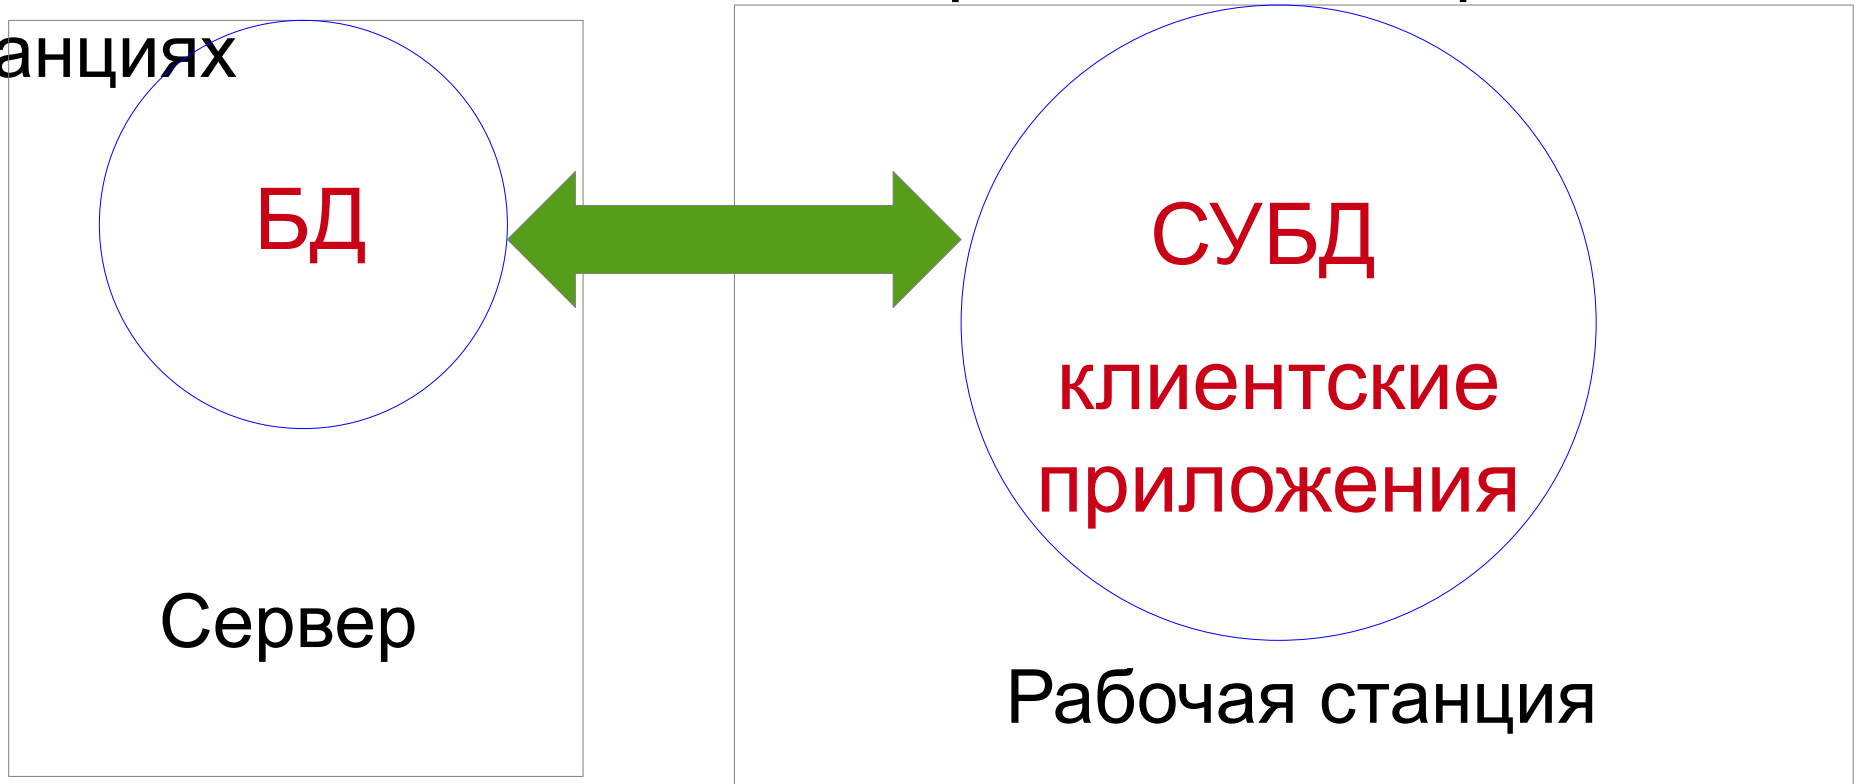 анциях
БД
СУБД
клиентские
приложения
Сервер
Рабочая станция